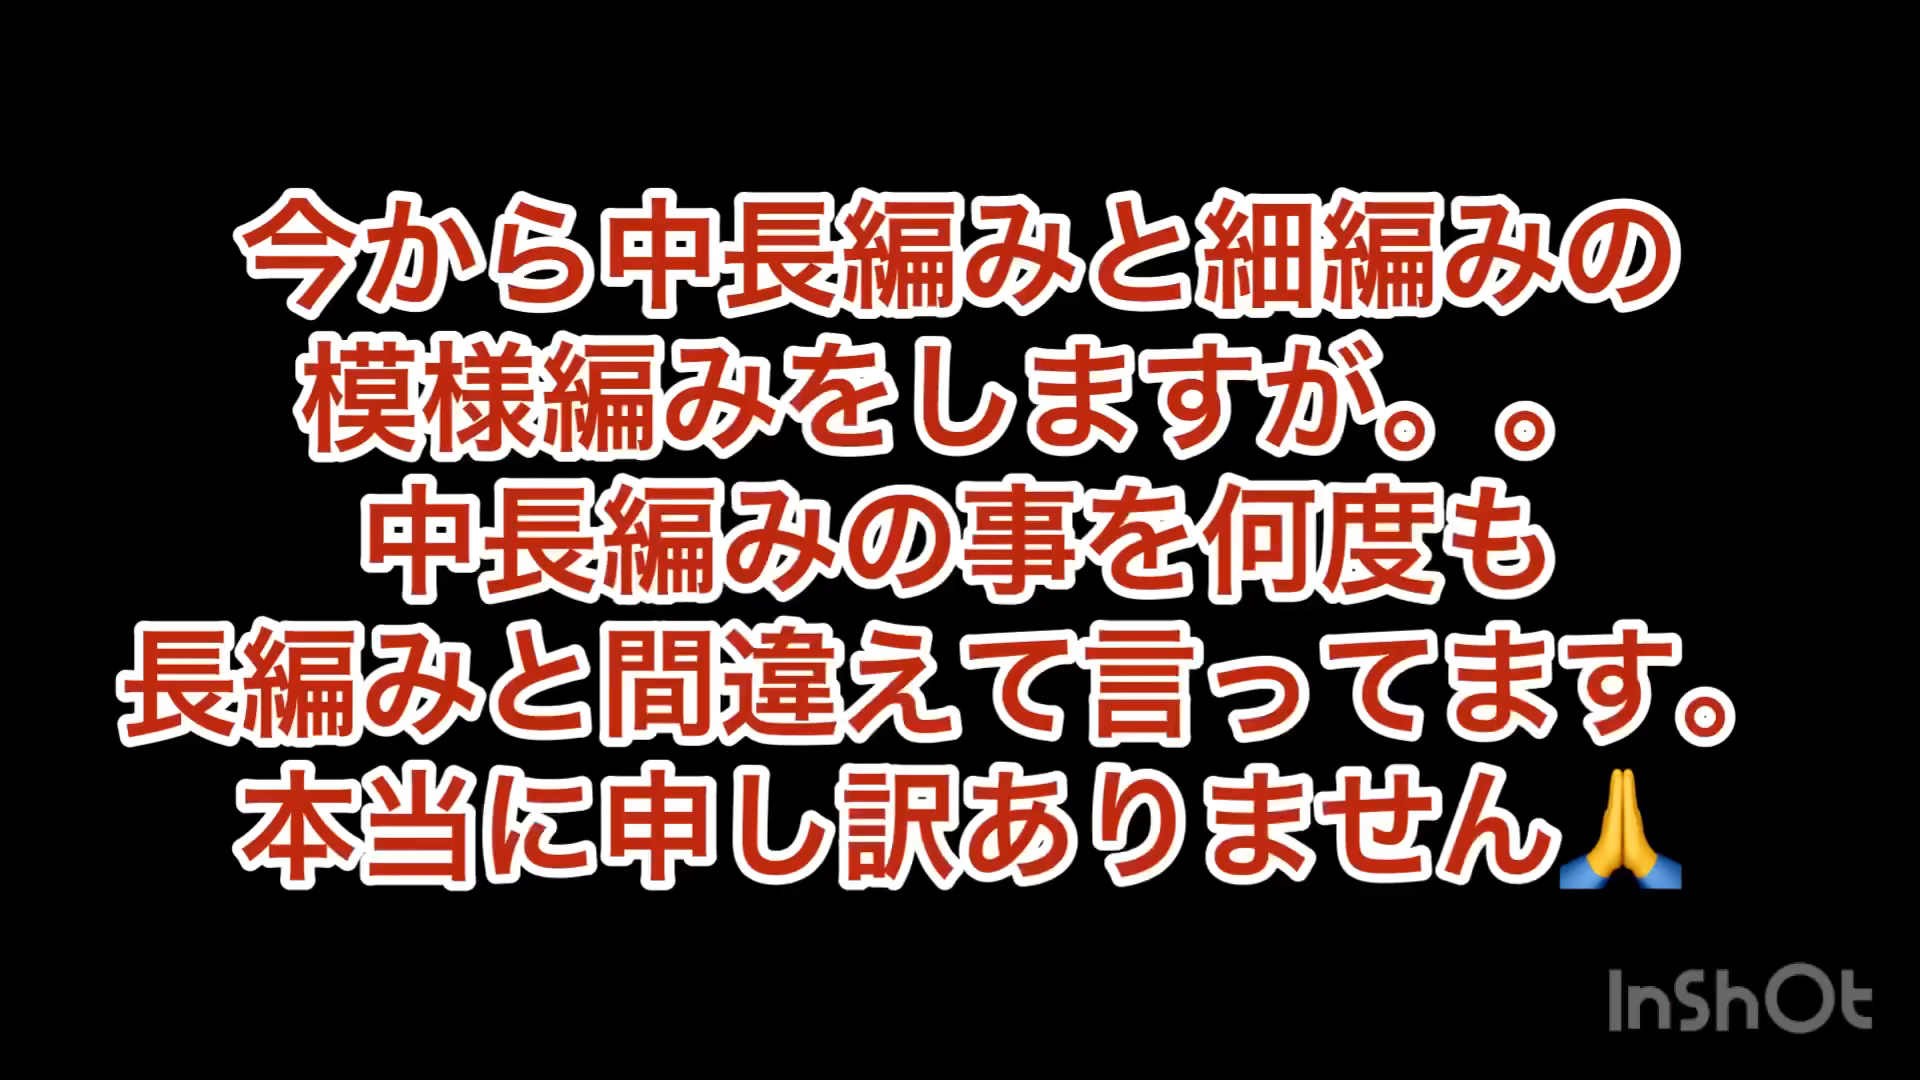 今から中長編みと細編みの
模様編みをしますが。。
中長編みの事を何度も
長編みと間違えて言ってます。
本当に申し訳ありません🙏
InShOt